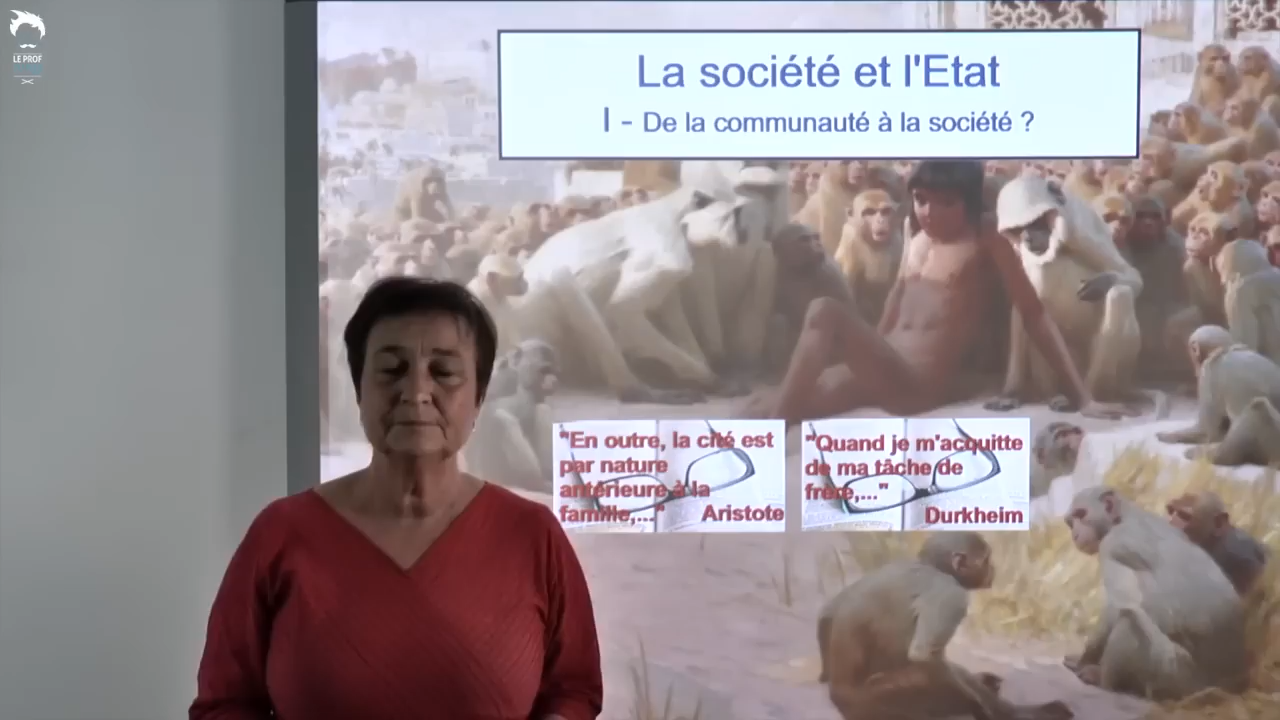 LE PROF
La société et l'Etat
I - De la communauté à la société ?
"En outre, la cité est
par nature
antérieure à la
famille,..." Aristote
"Quand je m'acquitte
de ma tâche de
frère,..."
Durkheim